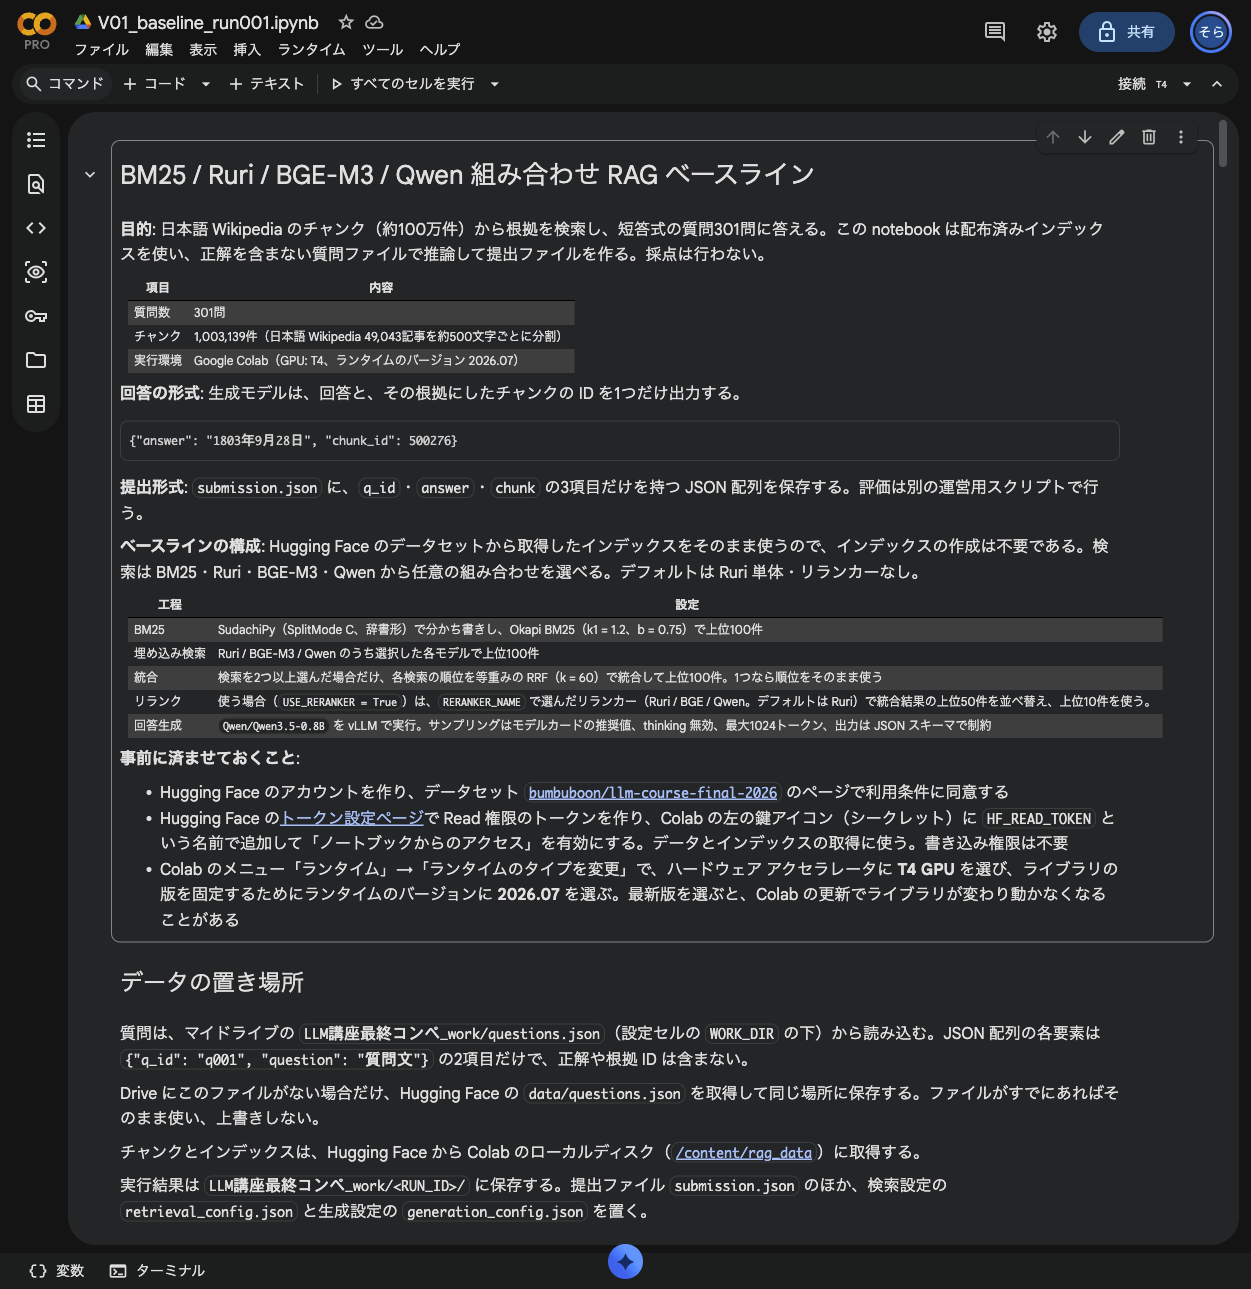 V01_baseline_run001.ipynb
PRO
ファイル 編集 表示 挿入 ランタイム ツール ヘルプ
共有
そら
コマンド + コード + テキスト すべてのセルを実行
接続 T4
BM25 / Ruri / BGE-M3 / Qwen 組み合わせ RAG ベースライン
目的: 日本語 Wikipedia のチャンク（約100万件）から根拠を検索し、短答式の質問301問に答える。この notebook は配布済みインデック
スを使い、正解を含まない質問ファイルで推論して提出ファイルを作る。採点は行わない。
項目 内容
質問数 301問
チャンク 1,003,139件（日本語 Wikipedia 49,043記事を約500文字ごとに分割）
実行環境 Google Colab（GPU: T4、ランタイムのバージョン 2026.07）
回答の形式: 生成モデルは、回答と、その根拠にしたチャンクの ID を1つだけ出力する。
{"answer": "1803年9月28日", "chunk_id": 500276}
提出形式: submission.json に、q_id・answer・chunk の3項目だけを持つ JSON 配列を保存する。評価は別の運営用スクリプトで行
う。
ベースラインの構成: Hugging Face のデータセットから取得したインデックスをそのまま使うので、インデックスの作成は不要である。検
索は BM25・Ruri・BGE-M3・Qwen から任意の組み合わせを選べる。デフォルトは Ruri 単体・リランカーなし。
工程 設定
BM25 SudachiPy（SplitMode C、辞書形）で分かち書きし、Okapi BM25（k1 = 1.2、b = 0.75）で上位100件
埋め込み検索 Ruri / BGE-M3 / Qwen のうち選択した各モデルで上位100件
統合 検索を2つ以上選んだ場合だけ、各検索の順位を等重みの RRF（k = 60）で統合して上位100件。1つなら順位をそのまま使う
リランク 使う場合（USE_RERANKER = True）は、RERANKER_NAME で選んだリランカー（Ruri / BGE / Qwen。デフォルトは Ruri）で統合結果の上位50件を並べ替え、上位10件を使う。
回答生成 Qwen/Qwen3.5-0.8B を vLLM で実行。サンプリングはモデルカードの推奨値、thinking 無効、最大1024トークン、出力は JSON スキーマで制約
事前に済ませておくこと:
• Hugging Face のアカウントを作り、データセット bumbuboon/llm-course-final-2026 のページで利用条件に同意する
• Hugging Face のトークン設定ページで Read 権限のトークンを作り、Colab の左の鍵アイコン（シークレット）に HF_READ_TOKEN と
いう名前で追加して「ノートブックからのアクセス」を有効にする。データとインデックスの取得に使う。書き込み権限は不要
• Colab のメニュー「ランタイム」→「ランタイムのタイプを変更」で、ハードウェア アクセラレータに T4 GPU を選び、ライブラリの
版を固定するためにランタイムのバージョンに 2026.07 を選ぶ。最新版を選ぶと、Colab の更新でライブラリが変わり動かなくなる
ことがある
データの置き場所
質問は、マイドライブの LLM講座最終コンペ_work/questions.json（設定セルの WORK_DIR の下）から読み込む。JSON 配列の各要素は
{"q_id": "q001", "question": "質問文"} の2項目だけで、正解や根拠 ID は含まない。
Drive にこのファイルがない場合だけ、Hugging Face の data/questions.json を取得して同じ場所に保存する。ファイルがすでにあればそ
のまま使い、上書きしない。
チャンクとインデックスは、Hugging Face から Colab のローカルディスク（/content/rag_data）に取得する。
実行結果は LLM講座最終コンペ_work/<RUN_ID>/ に保存する。提出ファイル submission.json のほか、検索設定の
retrieval_config.json と生成設定の generation_config.json を置く。
変数 ターミナル